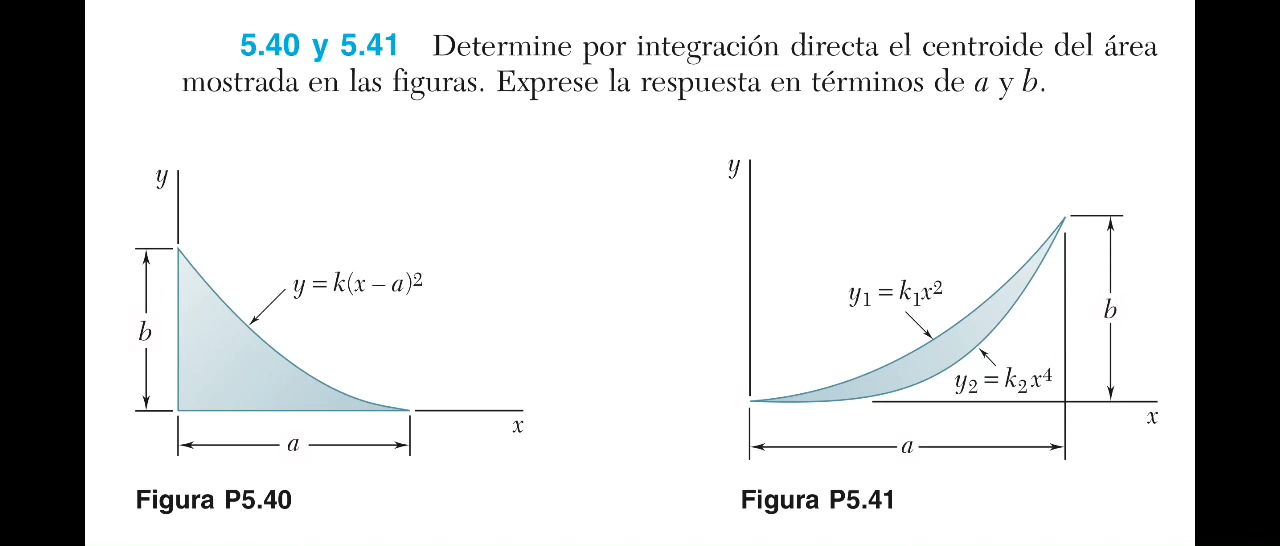 5.40 y 5.41 Determine por integración directa el centroide del área
mostrada en las figuras. Exprese la respuesta en términos de a y b.
y
y = k(x – a)2
b
x
a
Figura P5.40
y
y1 = k1x2
b
y2 = k2x4
x
a
Figura P5.41